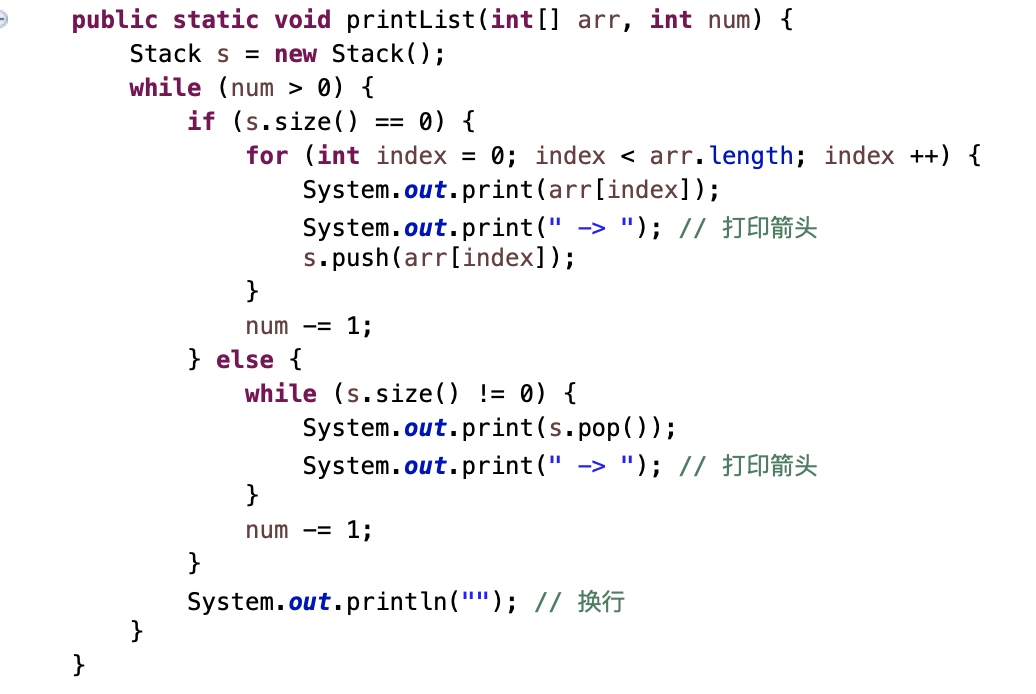 public static void printList(int[] arr, int num) {
    Stack s = new Stack();
    while (num > 0) {
        if (s.size() == 0) {
            for (int index = 0; index < arr.length; index ++) {
                System.out.print(arr[index]);
                System.out.print(" -> "); // 打印箭头
                s.push(arr[index]);
            }
            num -= 1;
        } else {
            while (s.size() != 0) {
                System.out.print(s.pop());
                System.out.print(" -> "); // 打印箭头
            }
            num -= 1;
        }
        System.out.println(""); // 换行
    }
}